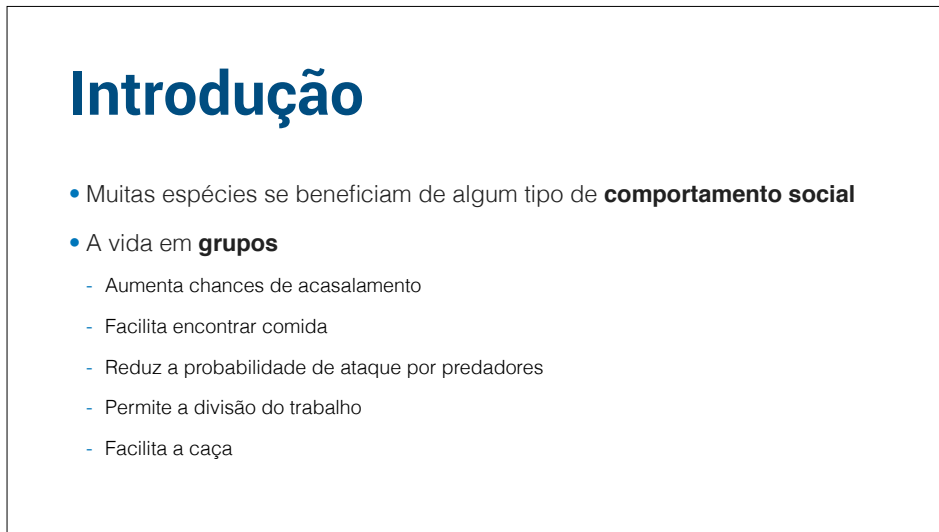 Introdução
• Muitas espécies se beneficiam de algum tipo de comportamento social
• A vida em grupos
- Aumenta chances de acasalamento
- Facilita encontrar comida
- Reduz a probabilidade de ataque por predadores
- Permite a divisão do trabalho
- Facilita a caça